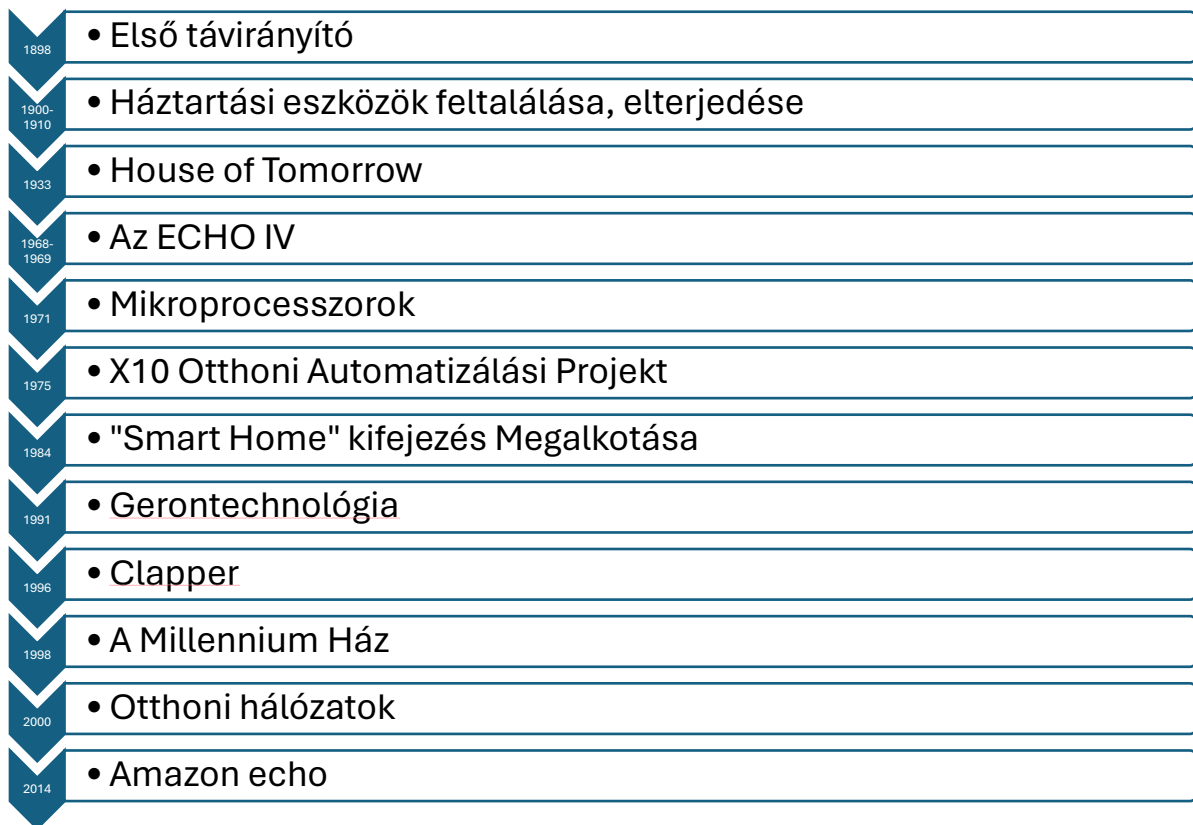 1898
• Első távirányító
1900-
1910
• Háztartási eszközök feltalálása, elterjedése
1933
• House of Tomorrow
1968-
1969
• Az ECHO IV
1971
• Mikroprocesszorok
1975
• X10 Otthoni Automatizálási Projekt
1984
• "Smart Home" kifejezés Megalkotása
1991
• Gerontechnológia
1996
• Clapper
1998
• A Millennium Ház
2000
• Otthoni hálózatok
2014
• Amazon echo